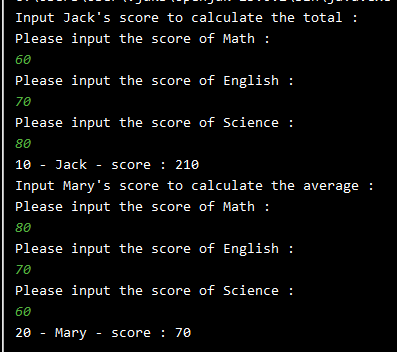 Input Jack's score to calculate the total :
Please input the score of Math :
60
Please input the score of English :
70
Please input the score of Science :
80
10 - Jack - score : 210
Input Mary's score to calculate the average :
Please input the score of Math :
80
Please input the score of English :
70
Please input the score of Science :
60
20 - Mary - score : 70